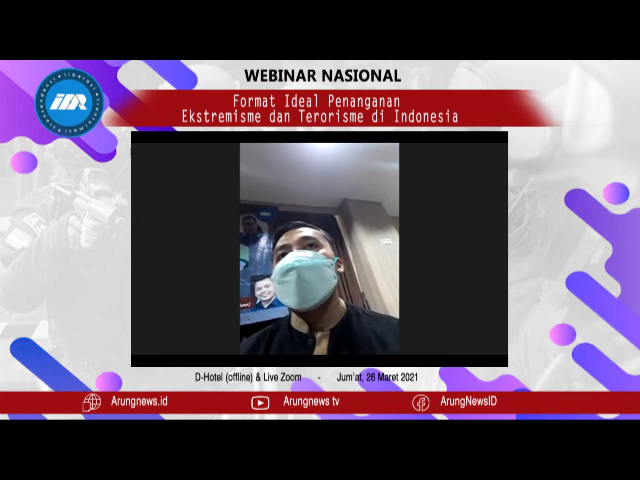 WEBINAR NASIONAL
Format Ideal Penanganan
Ekstremisme dan Terorisme di Indonesia
D-Hotel (offline) & Live Zoom - Jum'at, 26 Maret 2021
Arungnews.id Arungnews tv ArungNewsID